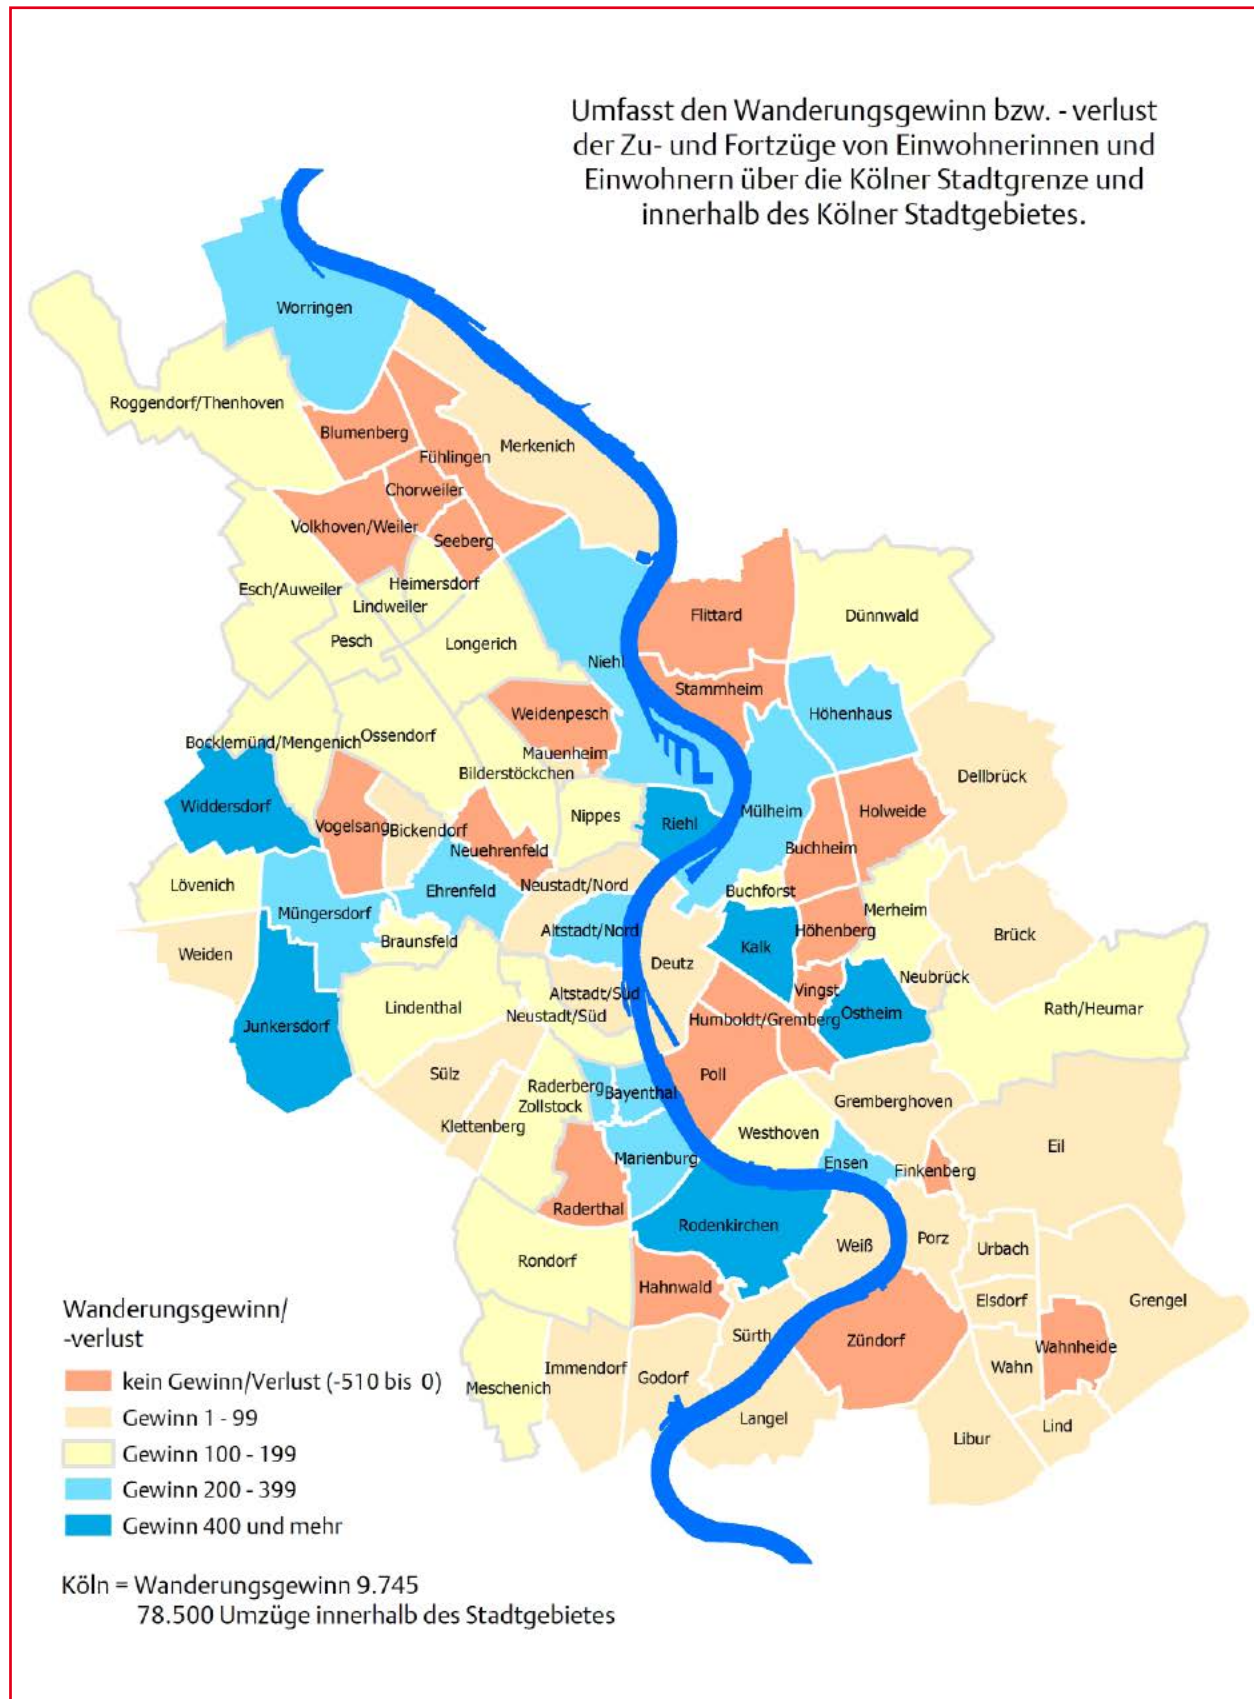 Umfasst den Wanderungsgewinn bzw. - verlust
der Zu- und Fortzüge von Einwohnerinnen und
Einwohnern über die Kölner Stadtgrenze und
innerhalb des Kölner Stadtgebietes.
Worringen
Roggendorf/Thenhoven
Blumenberg
Merkenich
Fühlingen
Chorweiler
Volkhoven/Weiler
Seeberg
Heimersdorf
Esch/Auweiler
Lindweiler
Flittard
Dünnwald
Pesch
Longerich
Niehl
Stammheim
Weidenpesch
Höhenhaus
Bocklemünd/Mengenich
Ossendorf
Mauenheim
Bilderstöckchen
Dellbrück
Widdersdorf
Vogelsang
Bickendorf
Nippes
Riehl
Mülheim
Holweide
Neuehrenfeld
Buchheim
Lövenich
Ehrenfeld
Neustadt/Nord
Buchforst
Müngersdorf
Merheim
Braunsfeld
Altstadt/Nord
Höhenberg
Weiden
Kalk
Brück
Deutz
Neubrück
Vingst
Altstadt/Süd
Lindenthal
Neustadt/Süd
Humboldt/Gremberg
Ostheim
Rath/Heumar
Junkersdorf
Sülz
Poll
Raderberg
Bayenthal
Zollstock
Gremberghoven
Klettenberg
Westhoven
Eil
Marienburg
Ensen
Finkenberg
Raderthal
Rodenkirchen
Weiß
Porz
Urbach
Rondorf
Hahnwald
Elsdorf
Grengel
Sürth
Zündorf
Wahnheide
Immendorf
Godorf
Wahn
Meschenich
Langel
Libur
Lind
Wanderungsgewinn/
-verlust
kein Gewinn/Verlust (-510 bis 0)
Gewinn 1 - 99
Gewinn 100 - 199
Gewinn 200 - 399
Gewinn 400 und mehr
Köln = Wanderungsgewinn 9.745
78.500 Umzüge innerhalb des Stadtgebietes